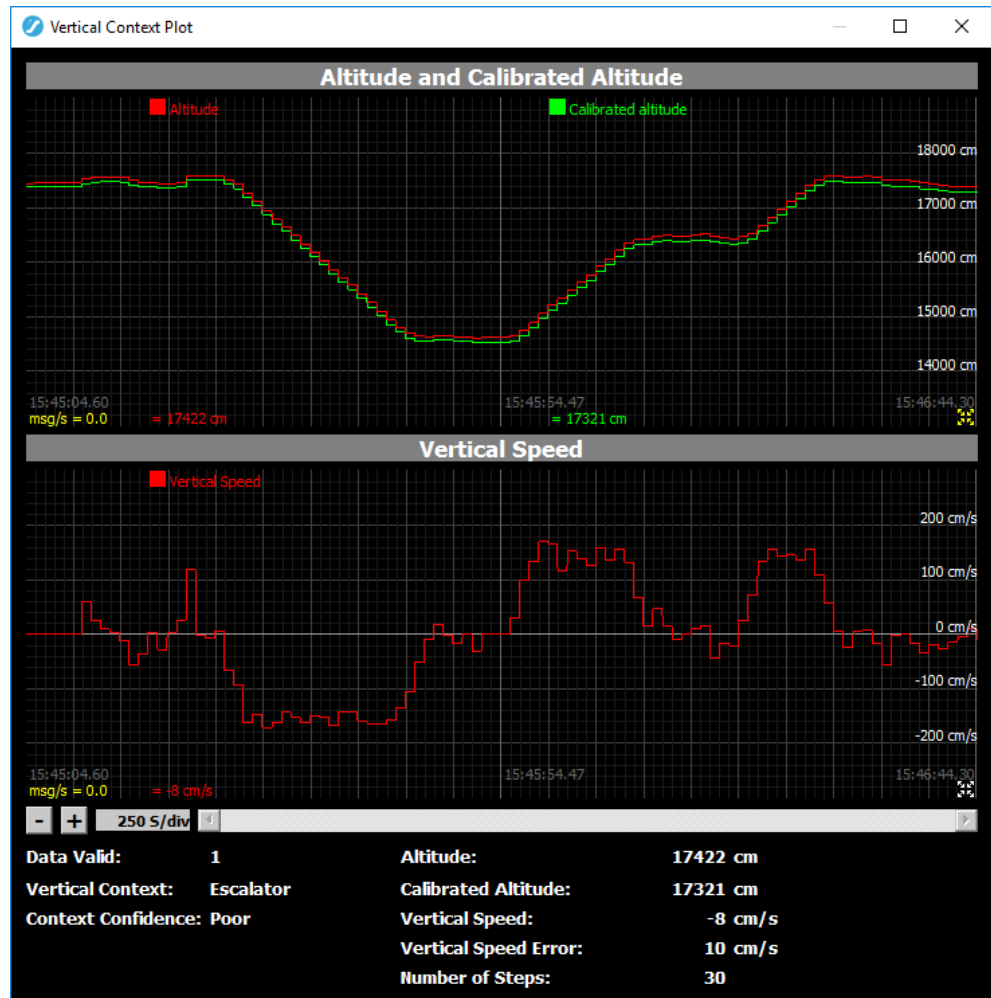 Vertical Context Plot
Altitude and Calibrated Altitude
Altitude
Calibrated altitude
18000 cm
17000 cm
16000 cm
15000 cm
14000 cm
15:45:04.60 15:45:54.47 15:46:44.30
msg/s = 0.0 = 17422 cm = 17321 cm
Vertical Speed
Vertical Speed
200 cm/s
100 cm/s
0 cm/s
-100 cm/s
-200 cm/s
15:45:04.60 15:45:54.47 15:46:44.30
msg/s = 0.0 = -8 cm/s
- + 250 S/div
Data Valid: 1 Altitude: 17422 cm
Vertical Context: Escalator Calibrated Altitude: 17321 cm
Context Confidence: Poor Vertical Speed: -8 cm/s
Vertical Speed Error: 10 cm/s
Number of Steps: 30